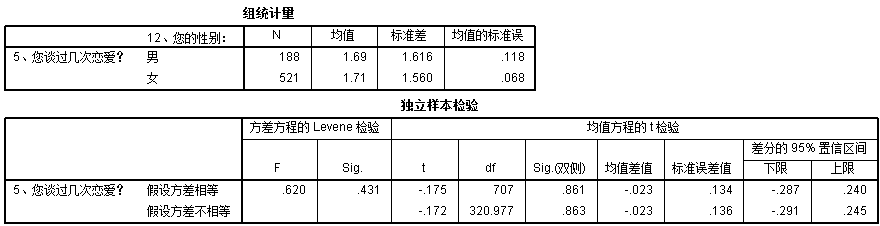 组统计量
12、您的性别: N 均值 标准差 均值的标准误
5、您谈过几次恋爱? 男 188 1.69 1.616 .118
女 521 1.71 1.560 .068
独立样本检验
方差方程的 Levene 检验 均值方程的 t 检验
差分的 95% 置信区间
F Sig. t df Sig.(双侧) 均值差值 标准误差值 下限 上限
5、您谈过几次恋爱? 假设方差相等 .620 .431 -.175 707 .861 -.023 .134 -.287 .240
假设方差不相等 -.172 320.977 .863 -.023 .136 -.291 .245